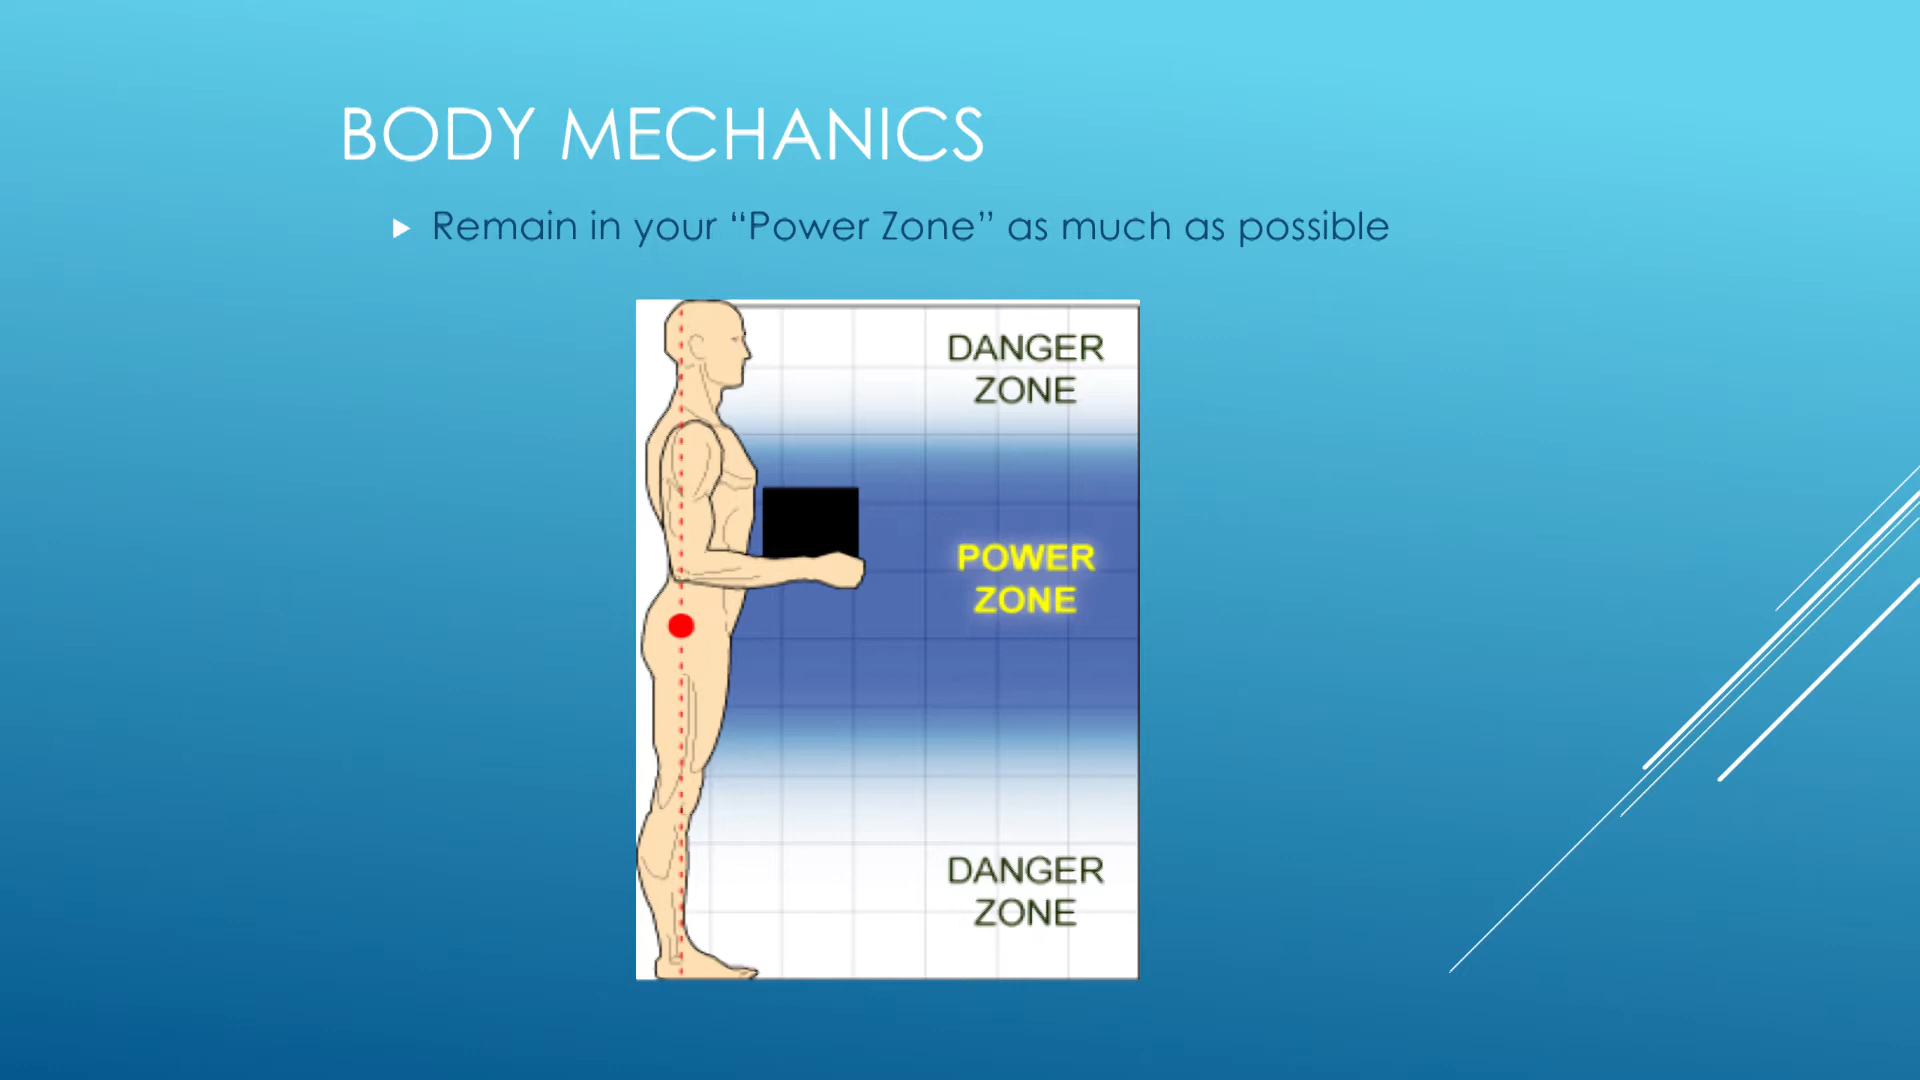 BODY MECHANICS
Remain in your “Power Zone” as much as possible
DANGER
ZONE
POWER
ZONE
DANGER
ZONE